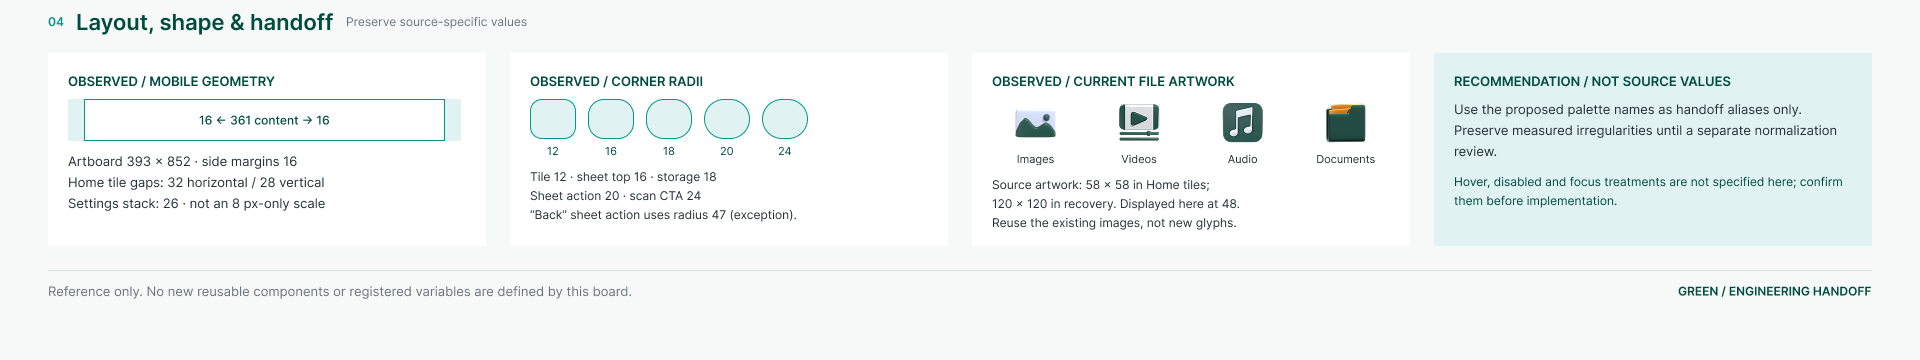 04 Layout, shape & handoff Preserve source-specific values
OBSERVED / MOBILE GEOMETRY
16 ← 361 content → 16
Artboard 393 × 852 · side margins 16
Home tile gaps: 32 horizontal / 28 vertical
Settings stack: 26 · not an 8 px-only scale
OBSERVED / CORNER RADII
12 16 18 20 24
Tile 12 · sheet top 16 · storage 18
Sheet action 20 · scan CTA 24
“Back” sheet action uses radius 47 (exception).
OBSERVED / CURRENT FILE ARTWORK
Images Videos Audio Documents
Source artwork: 58 × 58 in Home tiles;
120 × 120 in recovery. Displayed here at 48.
Reuse the existing images, not new glyphs.
RECOMMENDATION / NOT SOURCE VALUES
Use the proposed palette names as handoff aliases only.
Preserve measured irregularities until a separate normalization
review.
Hover, disabled and focus treatments are not specified here; confirm
them before implementation.
Reference only. No new reusable components or registered variables are defined by this board.
GREEN / ENGINEERING HANDOFF